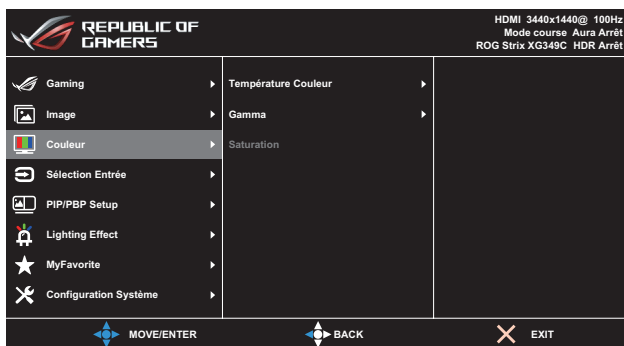 REPUBLIC OF
GAMERS
HDMI 3440x1440@ 100Hz
Mode course Aura Arrêt
ROG Strix XG349C HDR Arrêt
Gaming
Image
Couleur
Sélection Entrée
PIP/PBP Setup
Lighting Effect
MyFavorite
Configuration Système
Température Couleur
Gamma
Saturation
MOVE/ENTER
BACK
EXIT